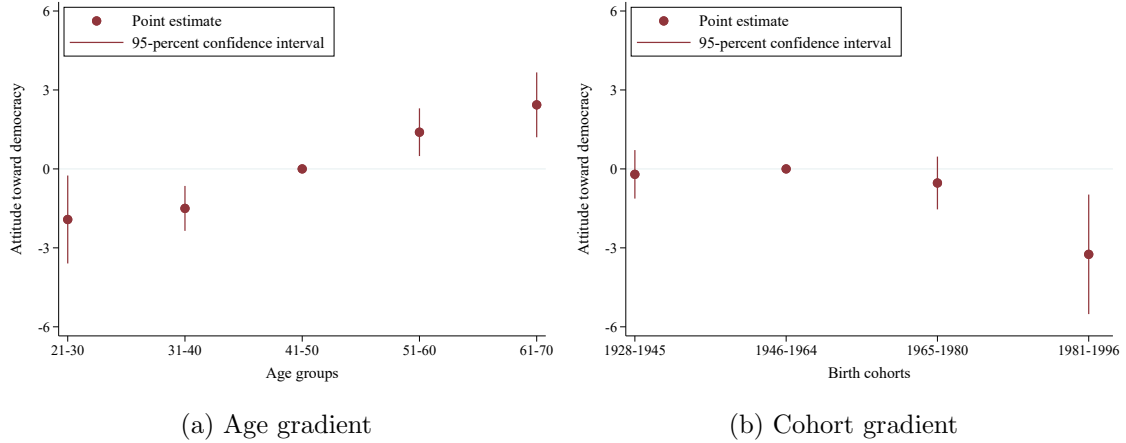 Point estimate
95-percent confidence interval
Attitude toward democracy
6
3
0
-3
-6
21-30 31-40 41-50 51-60 61-70
Age groups
(a) Age gradient
Point estimate
95-percent confidence interval
Attitude toward democracy
6
3
0
-3
-6
1928-1945 1946-1964 1965-1980 1981-1996
Birth cohorts
(b) Cohort gradient